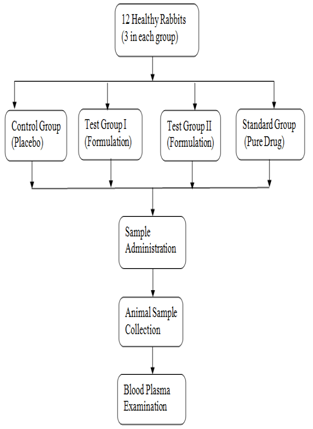 12 Healthy Rabbits
(3 in each group)
Control Group
(Placebo)
Test Group I
(Formulation)
Test Group II
(Formulation)
Standard Group
(Pure Drug)
Sample
Administration
Animal Sample
Collection
Blood Plasma
Examination